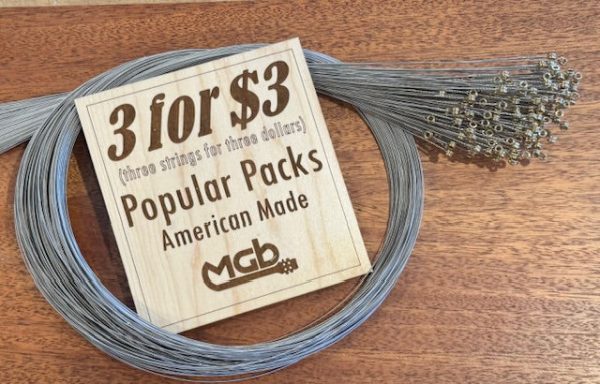 3 for $3
(three strings for three dollars)
Popular Packs
American Made
MGb